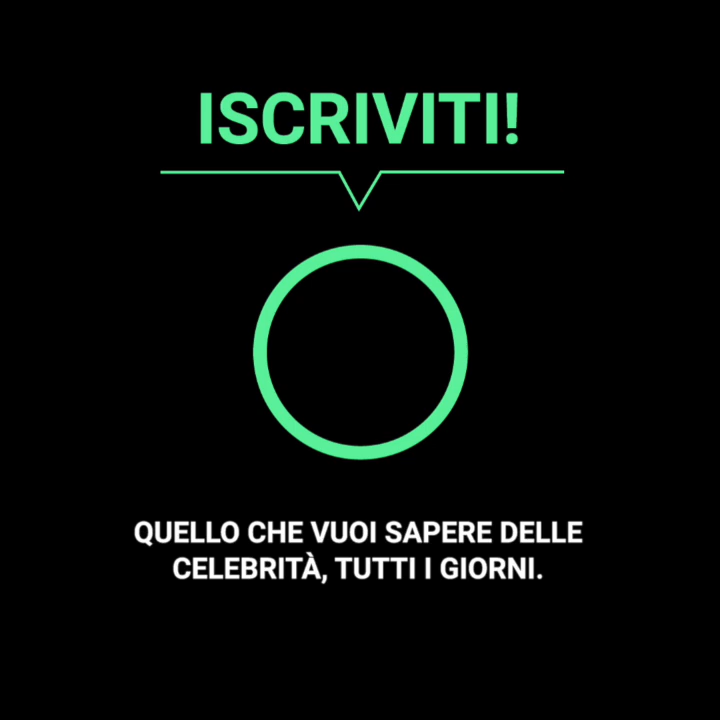 ISCRIVITI!
QUELLO CHE VUOI SAPERE DELLE
CELEBRITÀ, TUTTI I GIORNI.